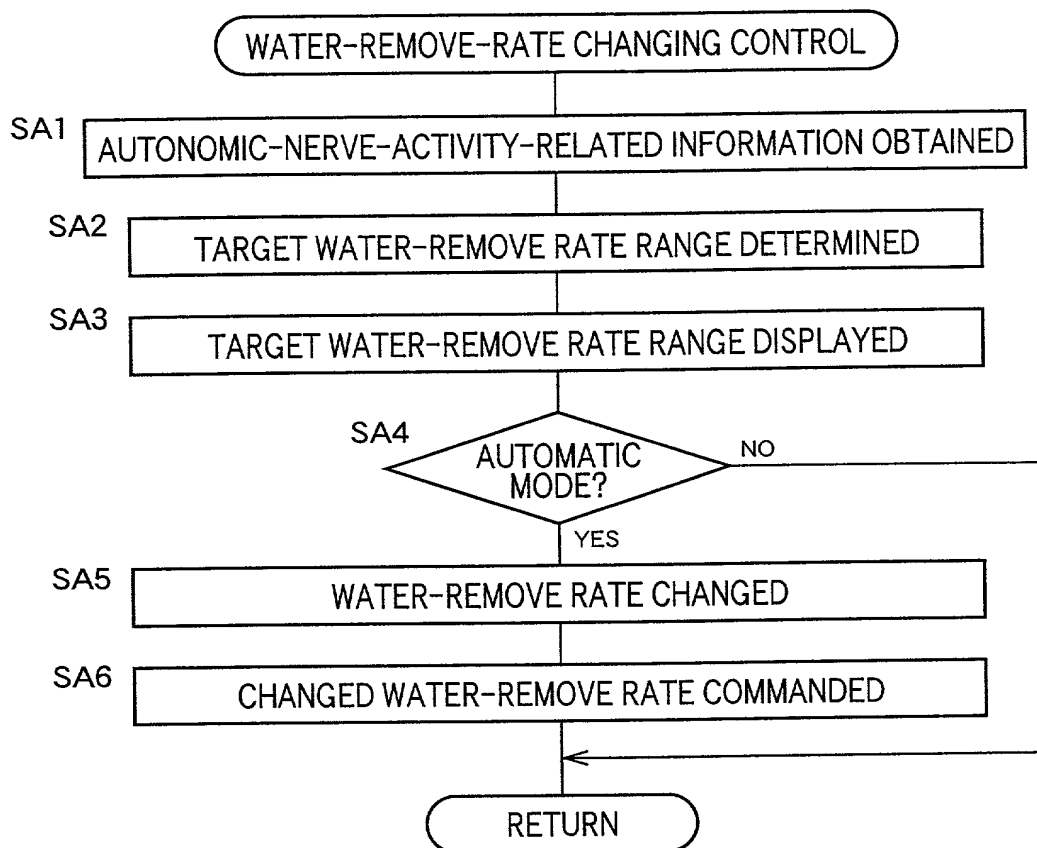 WATER-REMOVE-RATE CHANGING CONTROL
SA1
AUTONOMIC-NERVE-ACTIVITY-RELATED INFORMATION OBTAINED
SA2
TARGET WATER-REMOVE RATE RANGE DETERMINED
SA3
TARGET WATER-REMOVE RATE RANGE DISPLAYED
SA4
AUTOMATIC
MODE?
NO
YES
SA5
WATER-REMOVE RATE CHANGED
SA6
CHANGED WATER-REMOVE RATE COMMANDED
RETURN